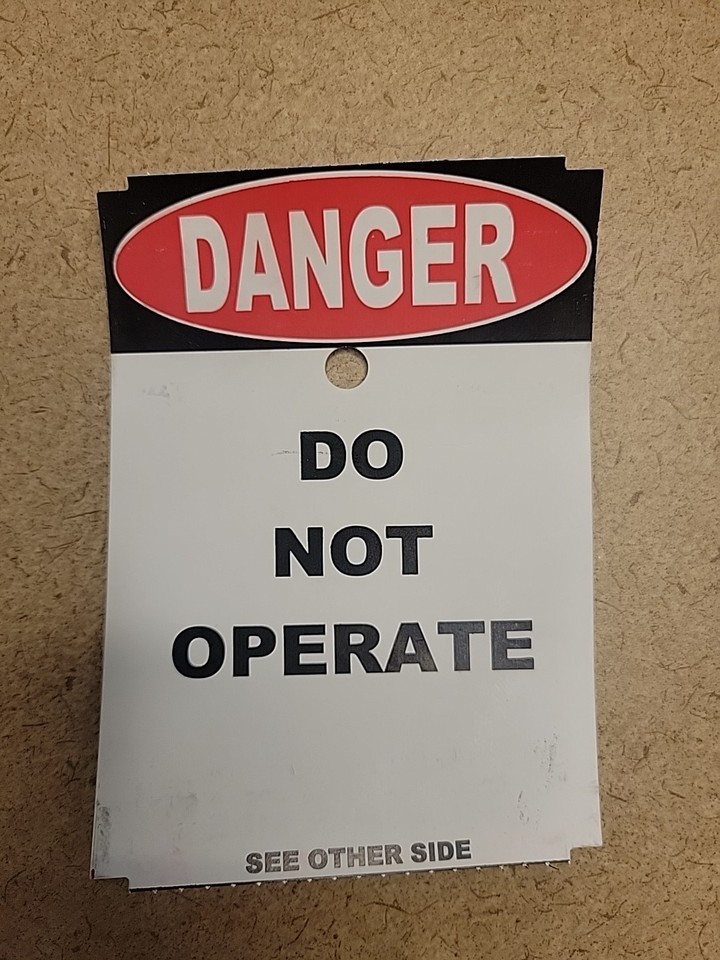 DANGER
DO
NOT
OPERATE
SEE OTHER SIDE